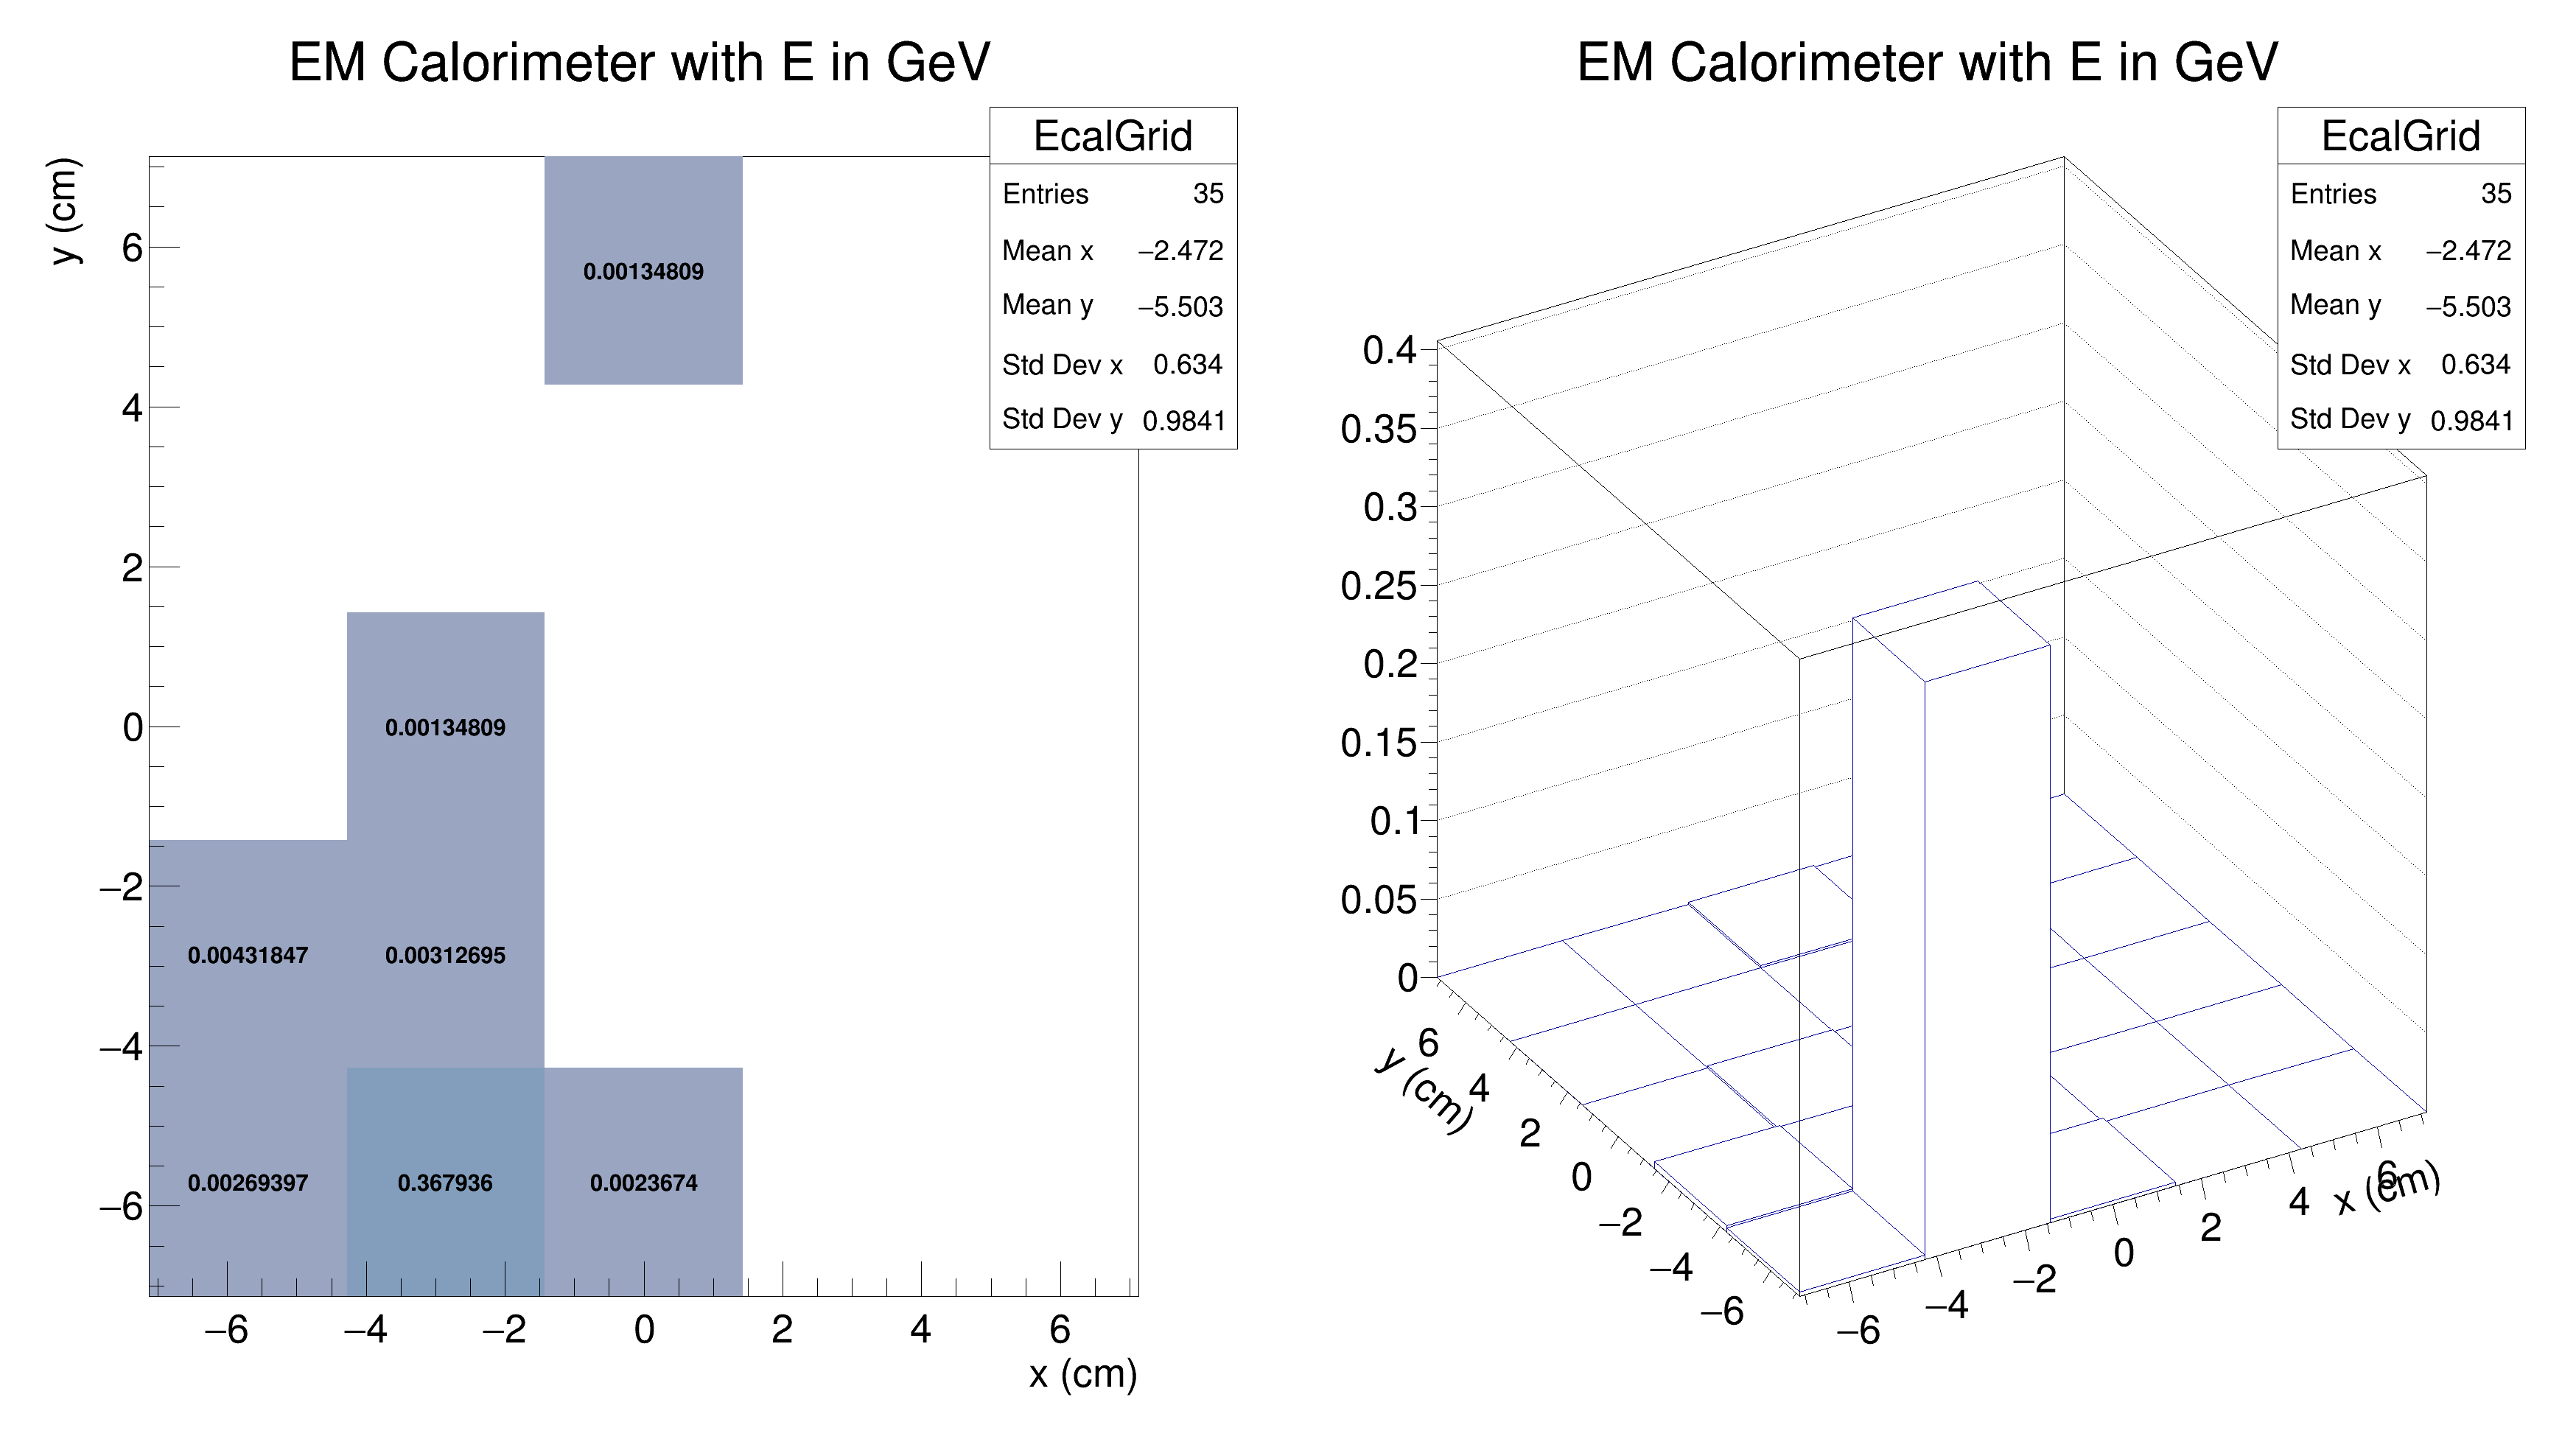 EM Calorimeter with E in GeV
EcalGrid
Entries 35
Mean x −2.472
Mean y −5.503
Std Dev x 0.634
Std Dev y 0.9841
y (cm)
6
4
2
0
−2
−4
−6
0.00134809
0.00134809
0.00431847 0.00312695
0.00269397 0.367936 0.0023674
−6 −4 −2 0 2 4 6
x (cm)
EM Calorimeter with E in GeV
EcalGrid
Entries 35
Mean x −2.472
Mean y −5.503
Std Dev x 0.634
Std Dev y 0.9841
0.4
0.35
0.3
0.25
0.2
0.15
0.1
0.05
0
y (cm)
6
4
2
0
−2
−4
−6
−6 −4 −2 0 2 4 6
x (cm)